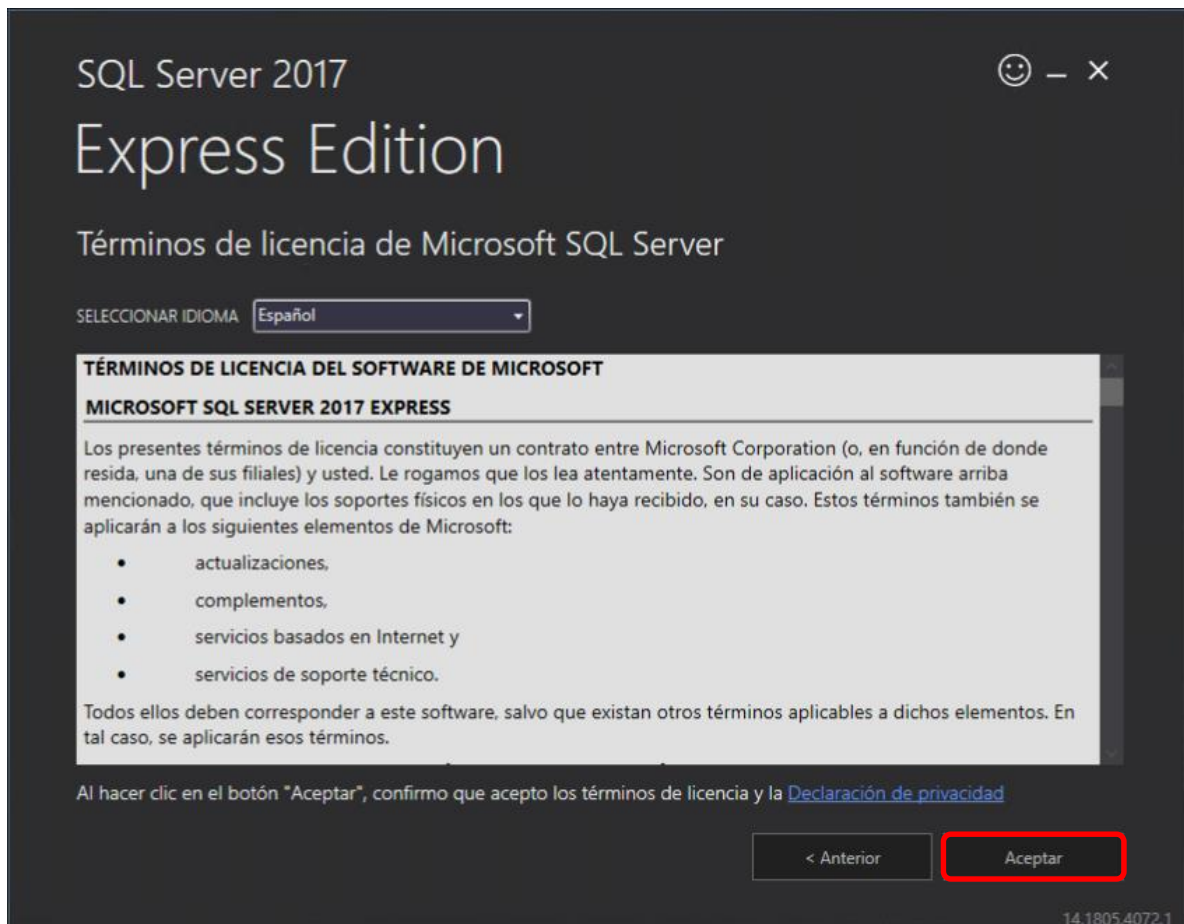 SQL Server 2017
Express Edition
Términos de licencia de Microsoft SQL Server
SELECCIONAR IDIOMA Español
TÉRMINOS DE LICENCIA DEL SOFTWARE DE MICROSOFT
MICROSOFT SQL SERVER 2017 EXPRESS
Los presentes términos de licencia constituyen un contrato entre Microsoft Corporation (o, en función de donde
resida, una de sus filiales) y usted. Le rogamos que los lea atentamente. Son de aplicación al software arriba
mencionado, que incluye los soportes físicos en los que lo haya recibido, en su caso. Estos términos también se
aplicarán a los siguientes elementos de Microsoft:
• actualizaciones,
• complementos,
• servicios basados en Internet y
• servicios de soporte técnico.
Todos ellos deben corresponder a este software, salvo que existan otros términos aplicables a dichos elementos. En
tal caso, se aplicarán esos términos.
Al hacer clic en el botón "Aceptar", confirmo que acepto los términos de licencia y la Declaración de privacidad
< Anterior Aceptar
14.1805.4072.1